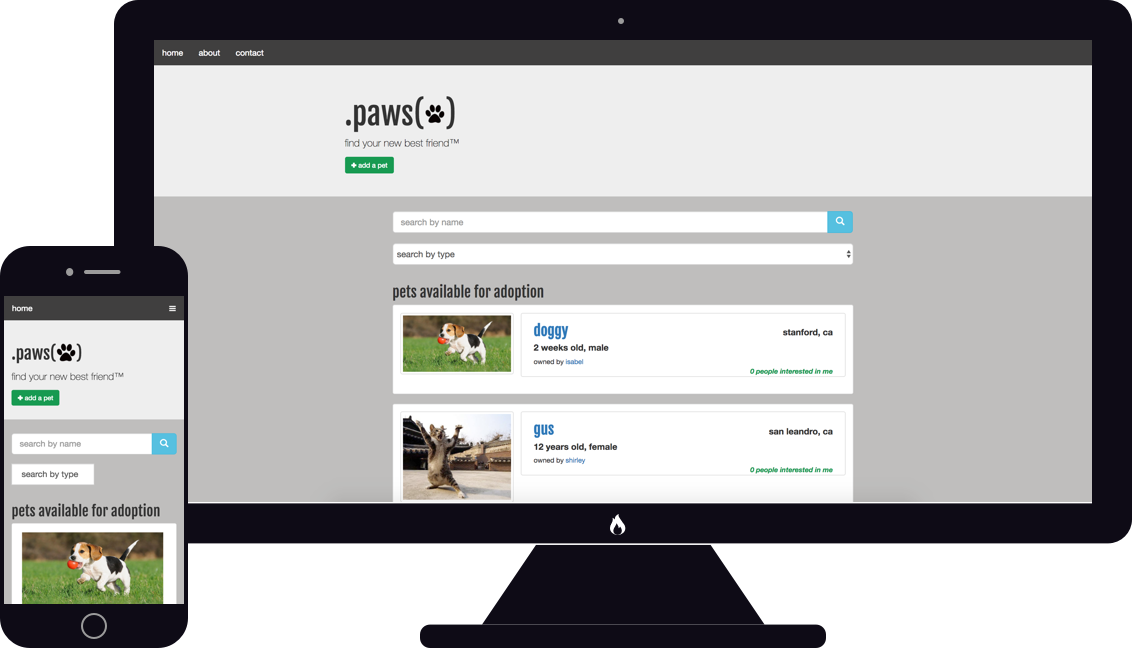 home about contact
.paws()
find your new best friend™
+ add a pet
search by name
search by type
pets available for adoption
doggy
stanford, ca
2 weeks old, male
owned by isabel
0 people interested in me
gus
san leandro, ca
12 years old, female
owned by shirley
0 people interested in me
home
.paws()
find your new best friend™
+ add a pet
search by name
search by type
pets available for adoption